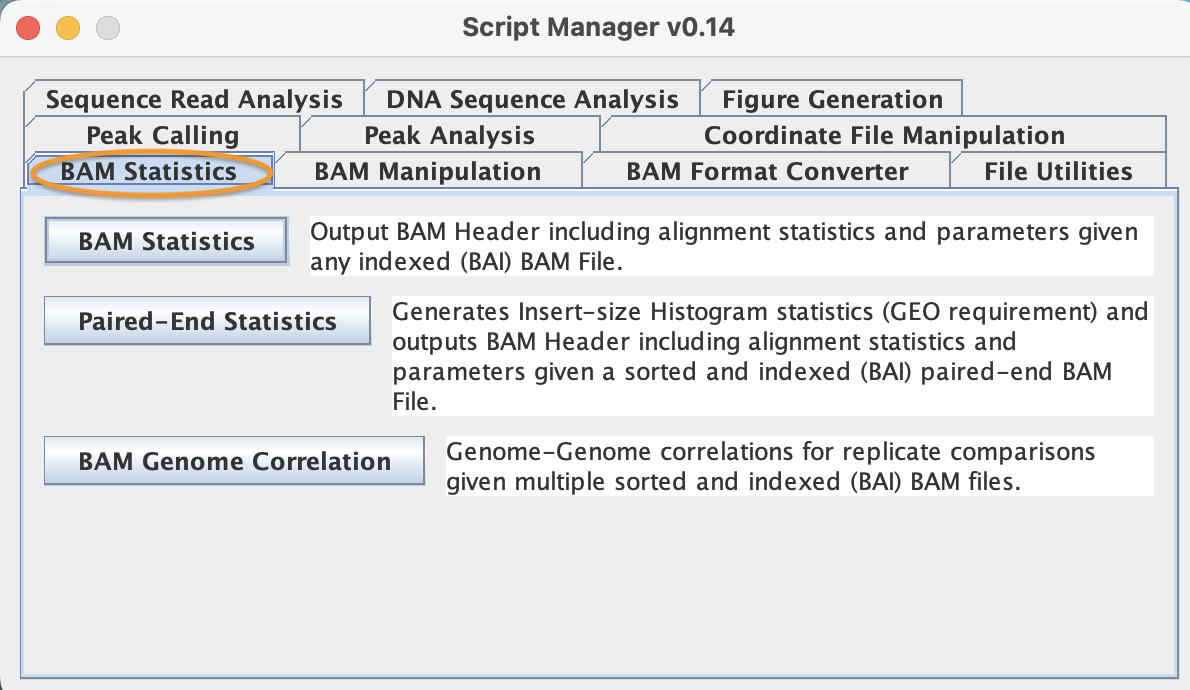 Script Manager v0.14
Sequence Read Analysis
DNA Sequence Analysis
Figure Generation
Peak Calling
Peak Analysis
Coordinate File Manipulation
BAM Statistics
BAM Manipulation
BAM Format Converter
File Utilities
BAM Statistics
Output BAM Header including alignment statistics and parameters given
any indexed (BAI) BAM File.
Paired-End Statistics
Generates Insert-size Histogram statistics (GEO requirement) and
outputs BAM Header including alignment statistics and
parameters given a sorted and indexed (BAI) paired-end BAM
File.
BAM Genome Correlation
Genome-Genome correlations for replicate comparisons
given multiple sorted and indexed (BAI) BAM files.